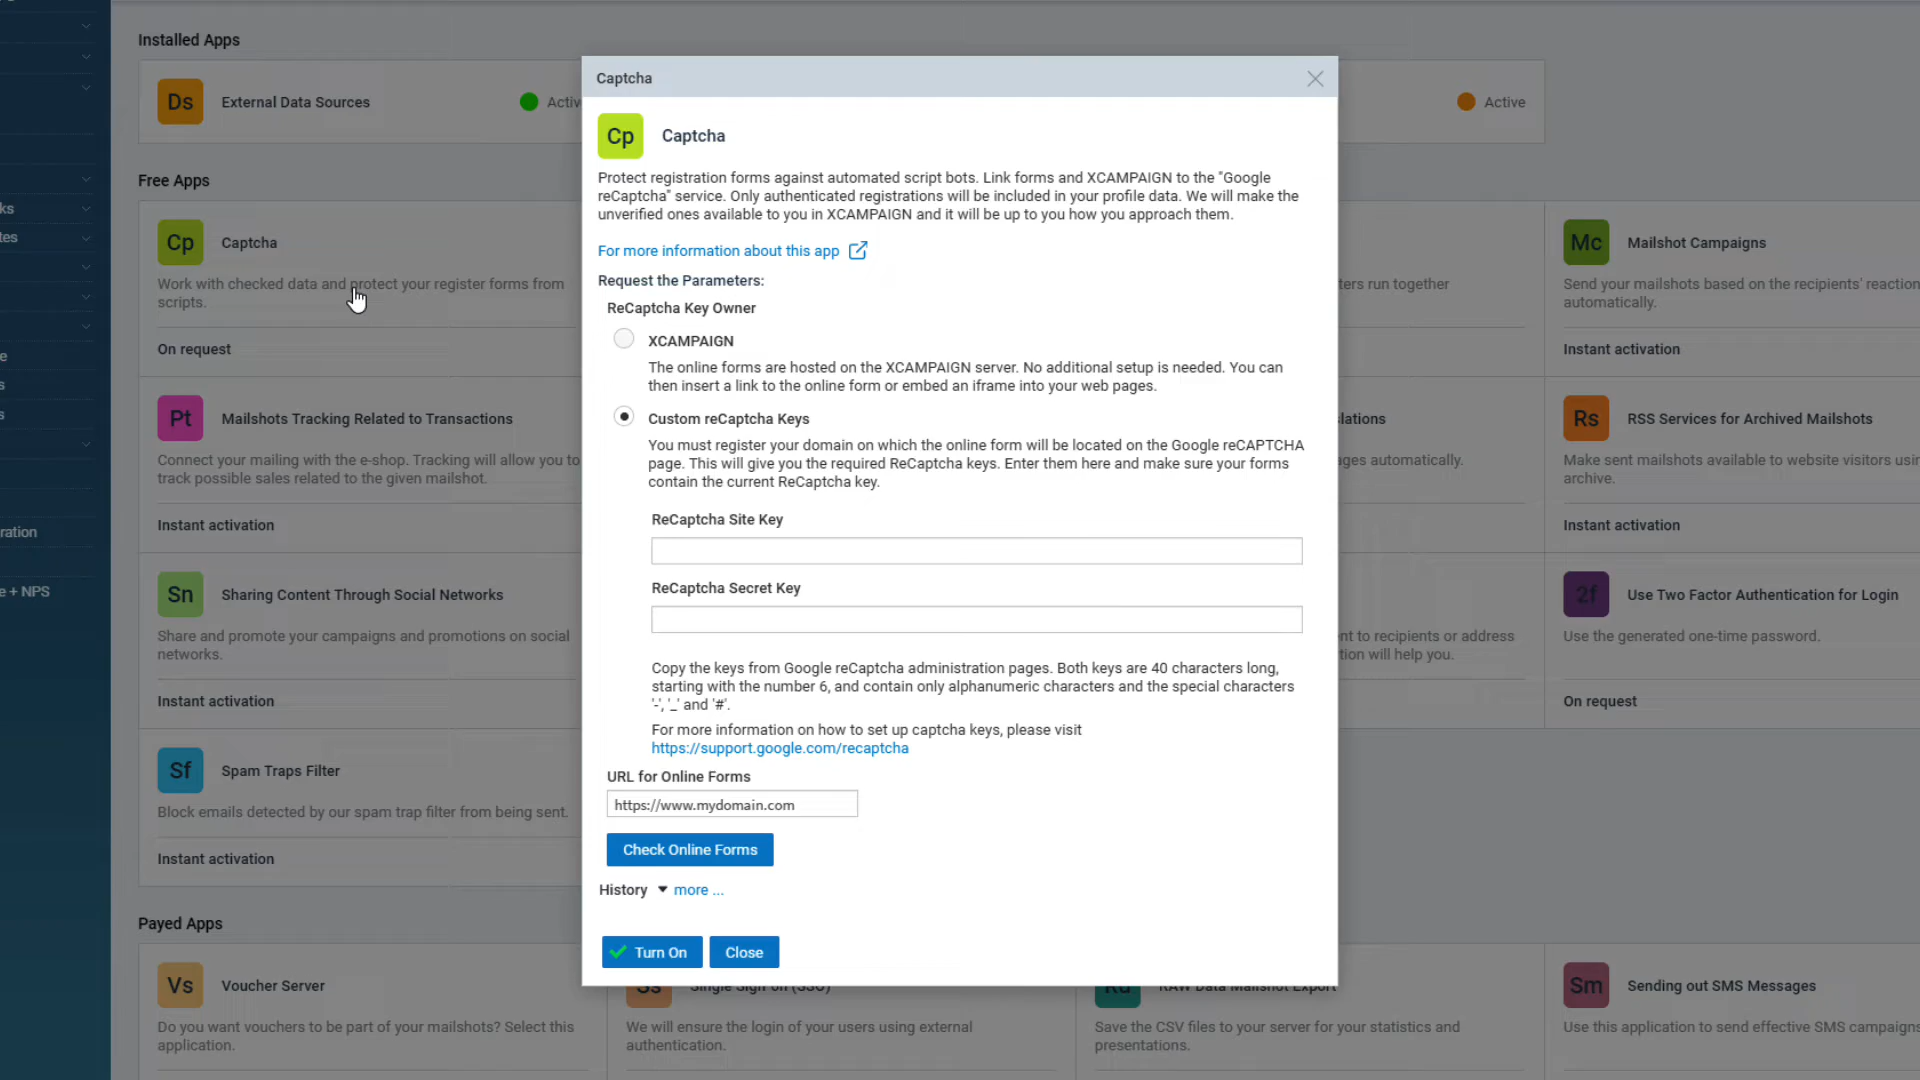 Installed Apps
Ds External Data Sources
Active
Free Apps
Cp Captcha
Work with checked data and protect your register forms from
scripts.
On request
Pt Mailshots Tracking Related to Transactions
Connect your mailing with the e-shop. Tracking will allow you to
track possible sales related to the given mailshot.
Instant activation
Sn Sharing Content Through Social Networks
Share and promote your campaigns and promotions on social
networks.
Instant activation
Sf Spam Traps Filter
Block emails detected by our spam trap filter from being sent.
Instant activation
Payed Apps
Vs Voucher Server
Do you want vouchers to be part of your mailshots? Select this
application.
e + NPS
Captcha
Cp Captcha
Protect registration forms against automated script bots. Link forms and XCAMPAIGN to the "Google
reCaptcha" service. Only authenticated registrations will be included in your profile data. We will make the
unverified ones available to you in XCAMPAIGN and it will be up to you how you approach them.
For more information about this app
Request the Parameters:
ReCaptcha Key Owner
XCAMPAIGN
The online forms are hosted on the XCAMPAIGN server. No additional setup is needed. You can
then insert a link to the online form or embed an iframe into your web pages.
Custom reCaptcha Keys
You must register your domain on which the online form will be located on the Google reCAPTCHA
page. This will give you the required ReCaptcha keys. Enter them here and make sure your forms
contain the current ReCaptcha key.
ReCaptcha Site Key
ReCaptcha Secret Key
Copy the keys from Google reCaptcha administration pages. Both keys are 40 characters long,
starting with the number 6, and contain only alphanumeric characters and the special characters
'-', '_' and '#'.
For more information on how to set up captcha keys, please visit
https://support.google.com/recaptcha
URL for Online Forms
https://www.mydomain.com
Check Online Forms
History more ...
Turn On Close
Ss Single Sign on (SSO)
We will ensure the login of your users using external
authentication.
Rd RAW Data Mailshot Export
Save the CSV files to your server for your statistics and
presentations.
Active
ters run together
ages automatically.
nt to recipients or address
tion will help you.
Mc Mailshot Campaigns
Send your mailshots based on the recipients' reaction
automatically.
Instant activation
Rs RSS Services for Archived Mailshots
Make sent mailshots available to website visitors usin
archive.
Instant activation
2f Use Two Factor Authentication for Login
Use the generated one-time password.
On request
Sm Sending out SMS Messages
Use this application to send effective SMS campaigns